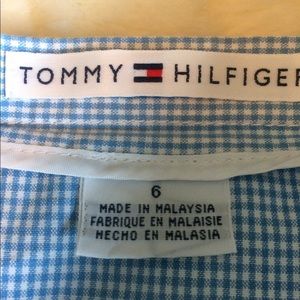 TOMMY HILFIGER
6
MADE IN MALAYSIA
FABRIQUE EN MALAISIE
HECHO EN MALASIA